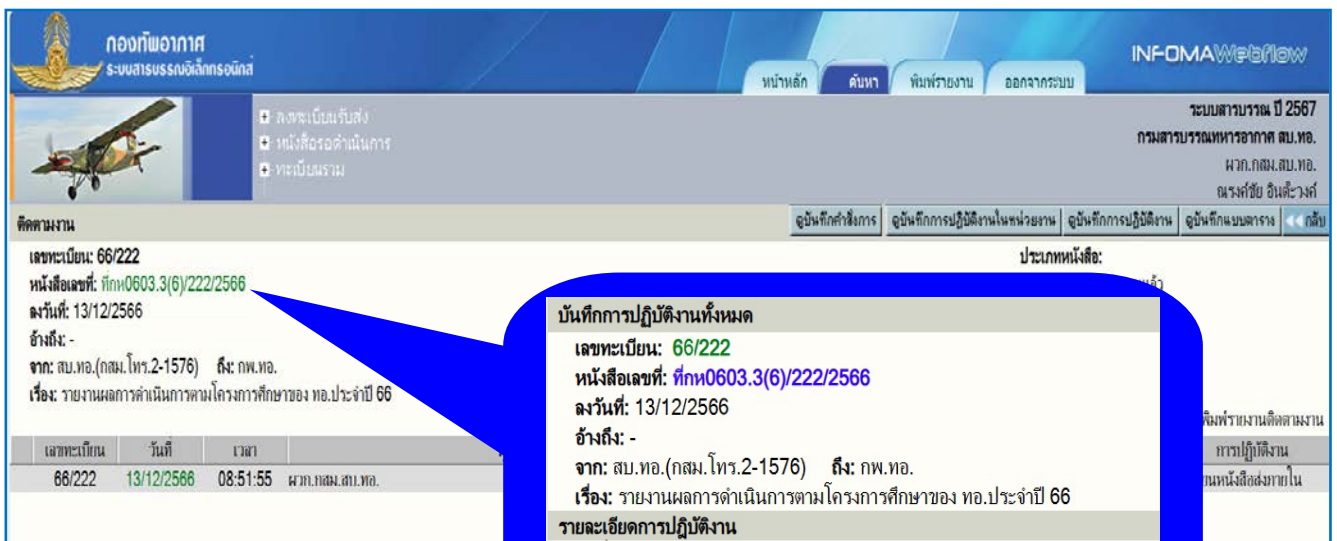 กองทัพอากาศ
ระบบสารบรรณอิเล็กทรอนิกส์
INFOMAWebflow
หน้าหลัก ค้นหา พิมพ์รายงาน ออกจากระบบ
ลงทะเบียนรับส่ง
หนังสือรอดำเนินการ
ทะเบียนรวม
ระบบสารบรรณ ปี 2567
กรมสารบรรณทหารอากาศ สบ.ทอ.
ผวก.กสม.สบ.ทอ.
ณรงค์ชัย อินต๊ะวงค์
ติดตามงาน
ดูบันทึกคำสั่งการ ดูบันทึกการปฏิบัติงานในหน่วยงาน ดูบันทึกการปฏิบัติงาน ดูบันทึกแบบตาราง กลับ
เลขทะเบียน: 66/222
ประเภทหนังสือ:
หนังสือเลขที่: ที่กห0603.3(6)/222/2566
ลงวันที่: 13/12/2566
อ้างถึง: -
จาก: สบ.ทอ.(กสม.โทร.2-1576) ถึง: กพ.ทอ.
เรื่อง: รายงานผลการดำเนินการตามโครงการศึกษาของ ทอ.ประจำปี 66
พิมพ์รายงานติดตามงาน
เลขทะเบียน วันที่ เวลา การปฏิบัติงาน
66/222 13/12/2566 08:51:55 ผวก.กสม.สบ.ทอ. ยนหนังสือส่งภายใน
บันทึกการปฏิบัติงานทั้งหมด
เลขทะเบียน: 66/222
หนังสือเลขที่: ที่กห0603.3(6)/222/2566
ลงวันที่: 13/12/2566
อ้างถึง: -
จาก: สบ.ทอ.(กสม.โทร.2-1576) ถึง: กพ.ทอ.
เรื่อง: รายงานผลการดำเนินการตามโครงการศึกษาของ ทอ.ประจำปี 66
รายละเอียดการปฏิบัติงาน